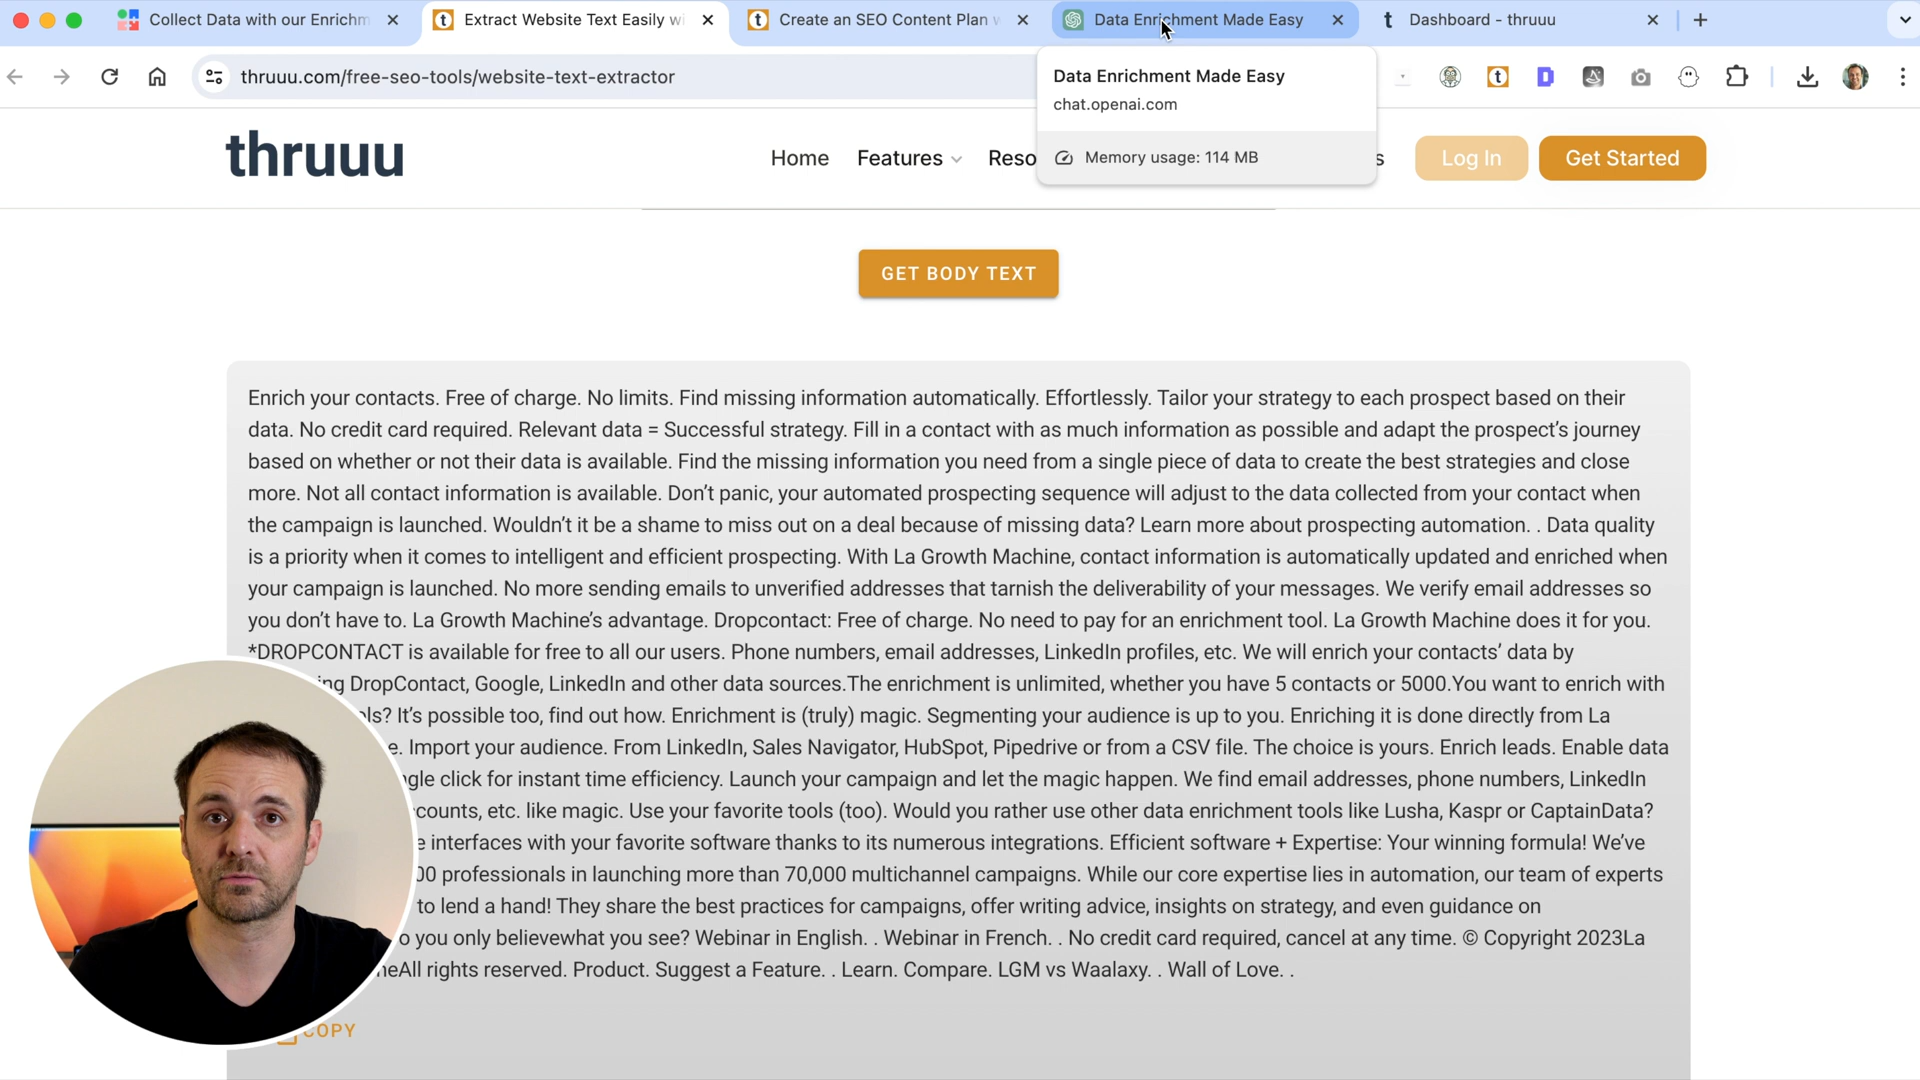 Collect Data with our Enrichm
Extract Website Text Easily wi
Create an SEO Content Plan w
Data Enrichment Made Easy
Dashboard - thruuu
thruuu.com/free-seo-tools/website-text-extractor
Data Enrichment Made Easy
chat.openai.com
Memory usage: 114 MB
thruuu
Home
Features
Reso
s
Log In
Get Started
GET BODY TEXT
Enrich your contacts. Free of charge. No limits. Find missing information automatically. Effortlessly. Tailor your strategy to each prospect based on their
data. No credit card required. Relevant data = Successful strategy. Fill in a contact with as much information as possible and adapt the prospect’s journey
based on whether or not their data is available. Find the missing information you need from a single piece of data to create the best strategies and close
more. Not all contact information is available. Don’t panic, your automated prospecting sequence will adjust to the data collected from your contact when
the campaign is launched. Wouldn’t it be a shame to miss out on a deal because of missing data? Learn more about prospecting automation. . Data quality
is a priority when it comes to intelligent and efficient prospecting. With La Growth Machine, contact information is automatically updated and enriched when
your campaign is launched. No more sending emails to unverified addresses that tarnish the deliverability of your messages. We verify email addresses so
you don’t have to. La Growth Machine’s advantage. Dropcontact: Free of charge. No need to pay for an enrichment tool. La Growth Machine does it for you.
*DROPCONTACT is available for free to all our users. Phone numbers, email addresses, LinkedIn profiles, etc. We will enrich your contacts’ data by
ng DropContact, Google, LinkedIn and other data sources.The enrichment is unlimited, whether you have 5 contacts or 5000.You want to enrich with
ls? It’s possible too, find out how. Enrichment is (truly) magic. Segmenting your audience is up to you. Enriching it is done directly from La
e. Import your audience. From LinkedIn, Sales Navigator, HubSpot, Pipedrive or from a CSV file. The choice is yours. Enrich leads. Enable data
gle click for instant time efficiency. Launch your campaign and let the magic happen. We find email addresses, phone numbers, LinkedIn
counts, etc. like magic. Use your favorite tools (too). Would you rather use other data enrichment tools like Lusha, Kaspr or CaptainData?
e interfaces with your favorite software thanks to its numerous integrations. Efficient software + Expertise: Your winning formula! We’ve
00 professionals in launching more than 70,000 multichannel campaigns. While our core expertise lies in automation, our team of experts
to lend a hand! They share the best practices for campaigns, offer writing advice, insights on strategy, and even guidance on
o you only believewhat you see? Webinar in English. . Webinar in French. . No credit card required, cancel at any time. © Copyright 2023La
neAll rights reserved. Product. Suggest a Feature. . Learn. Compare. LGM vs Waalaxy. . Wall of Love. .
COPY